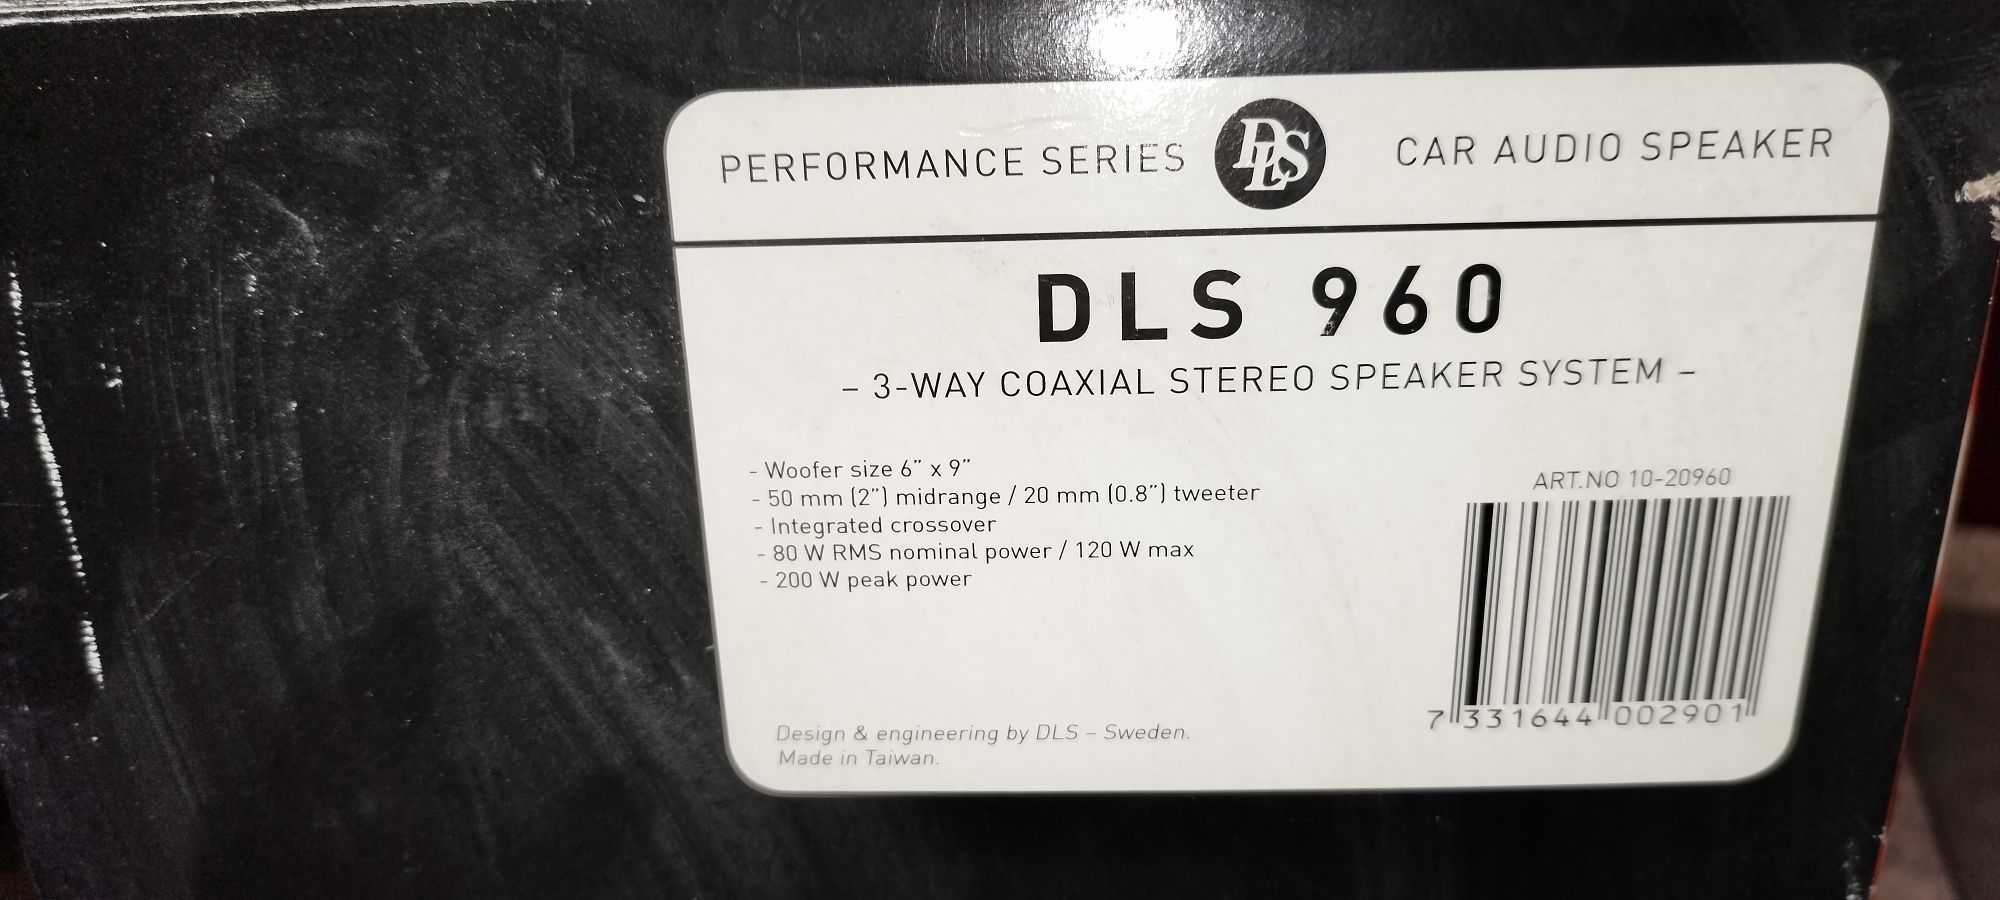 PERFORMANCE SERIES DLS CAR AUDIO SPEAKER
DLS 960
– 3-WAY COAXIAL STEREO SPEAKER SYSTEM –
- Woofer size 6” x 9”
- 50 mm (2”) midrange / 20 mm (0.8”) tweeter
- Integrated crossover
- 80 W RMS nominal power / 120 W max
- 200 W peak power
ART.NO 10-20960
7 331644 002901
Design & engineering by DLS – Sweden.
Made in Taiwan.